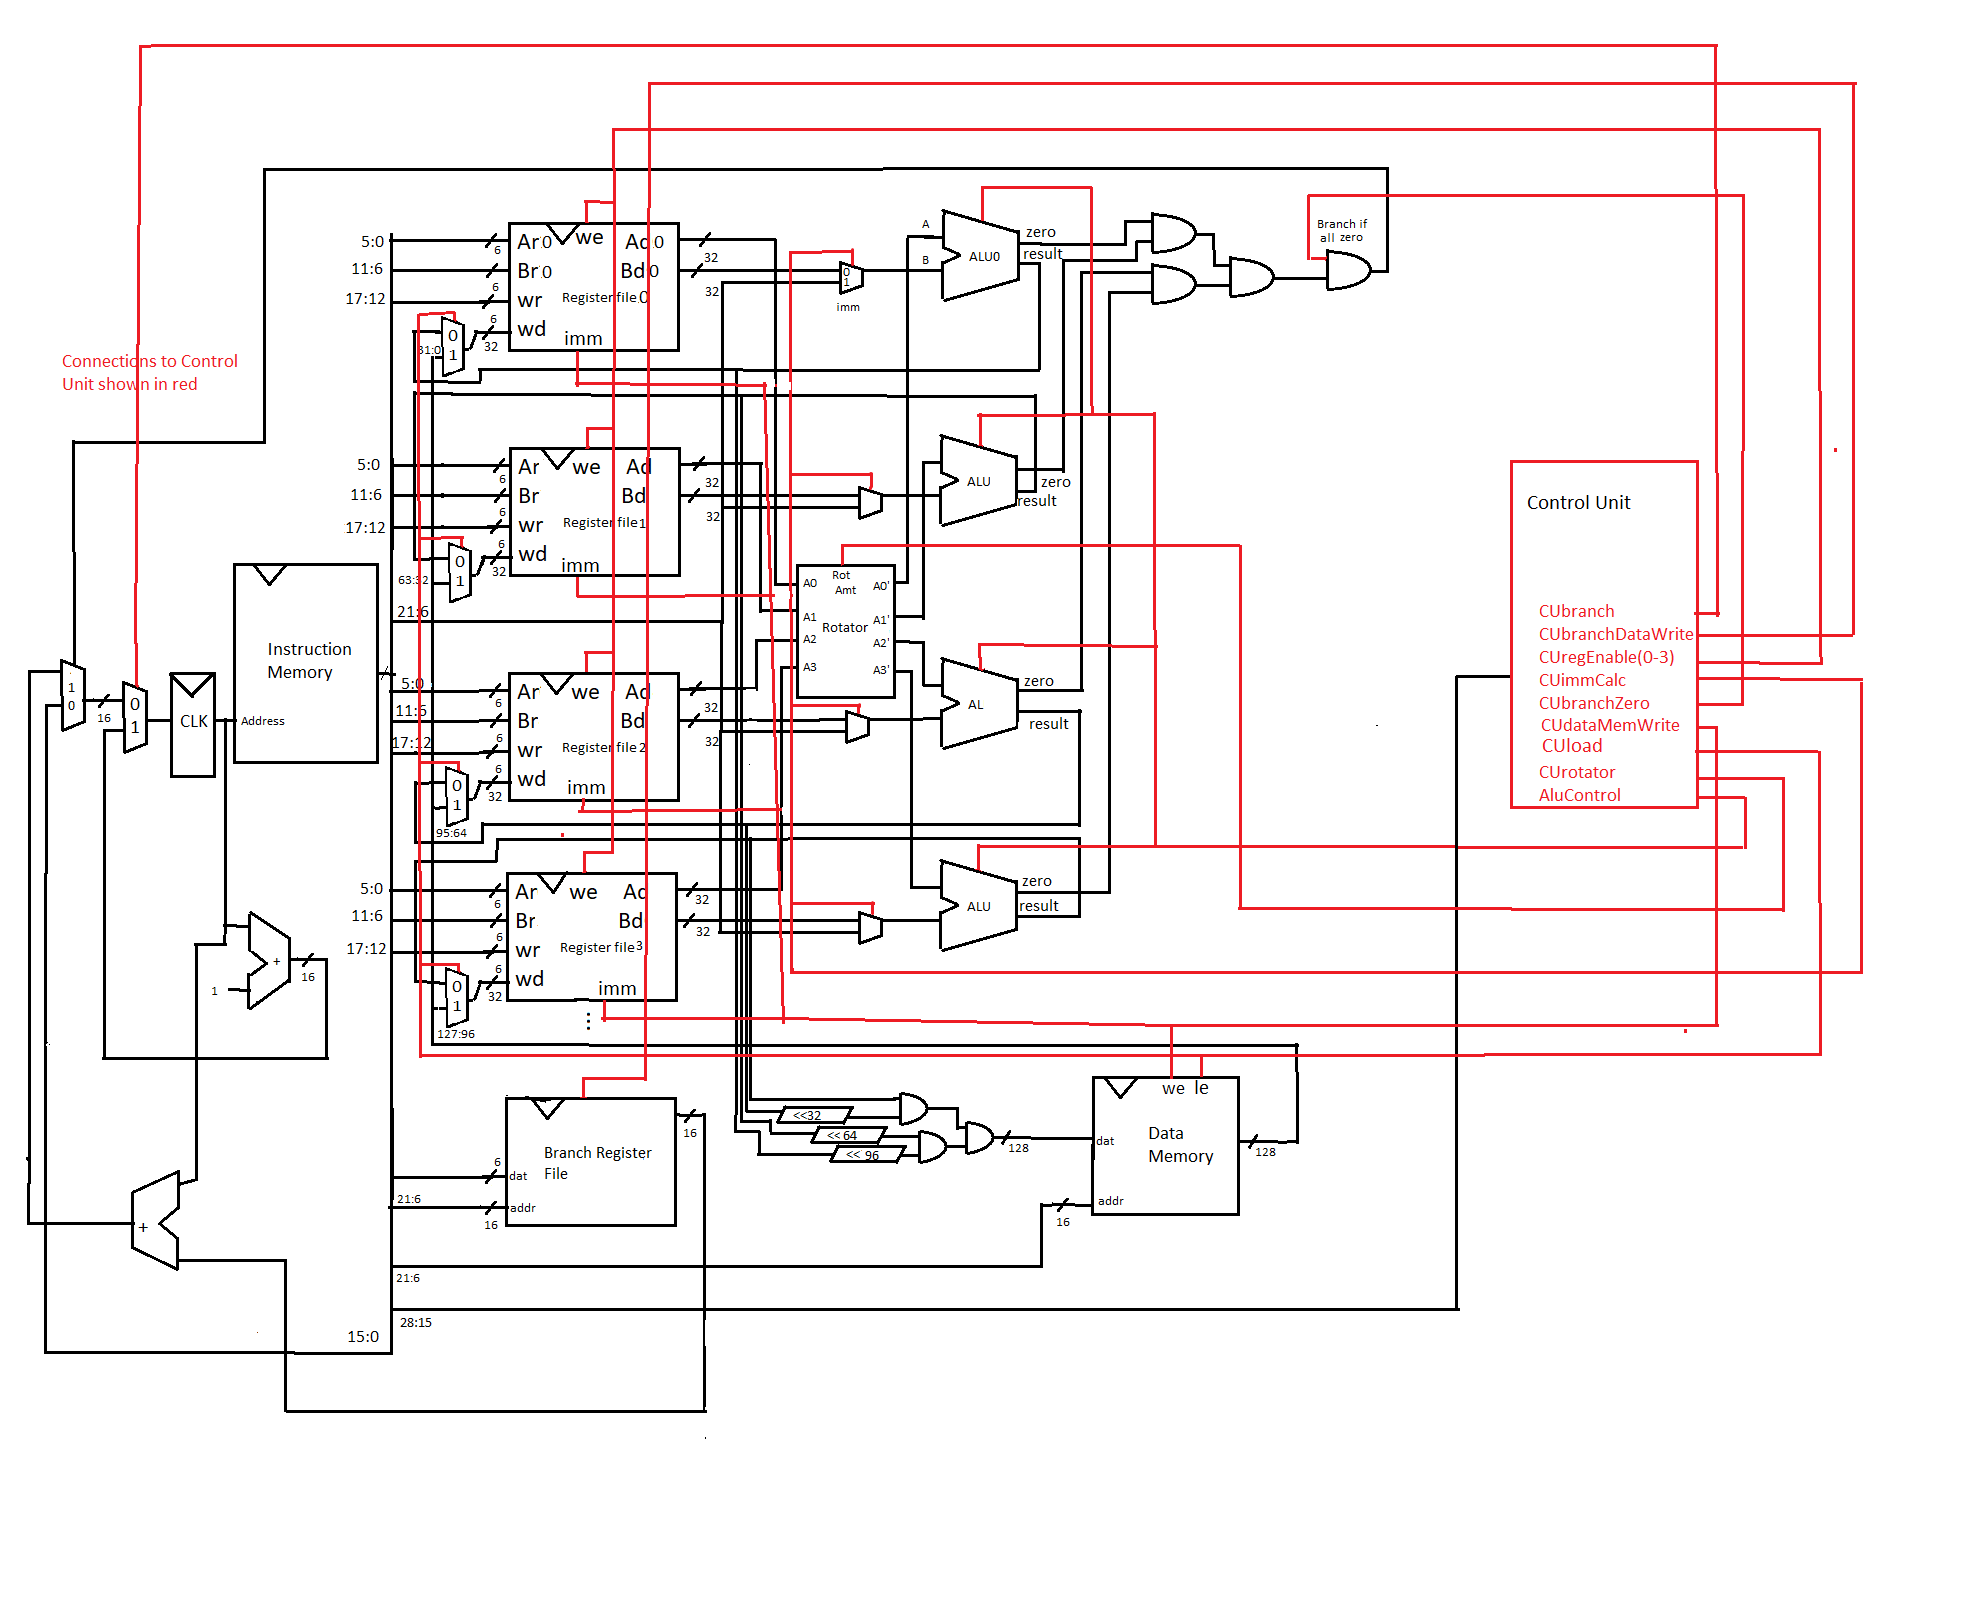 Connections to Control
Unit shown in red
5:0
11:6
17:12
6
6
6
6
32
Ar0
we
Ad0
Br0
Bd0
wr
Register file 0
wd
imm
32
32
0
1
31:0
0
1
imm
A
B
ALU0
zero
result
Branch if
all zero
5:0
11:6
17:12
6
6
6
6
32
Ar
we
Ad
Br
Bd
wr
Register file 1
wd
imm
32
32
63:32
0
1
ALU
zero
result
21:6
Rot
Amt
A0
A0'
A1
A1'
Rotator
A2
A2'
A3
A3'
Instruction
Memory
Address
CLK
1
0
16
0
1
5:0
11:6
17:12
6
6
6
6
32
Ar
we
Ad
Br
Bd
wr
Register file 2
wd
imm
32
32
0
1
95:64
AL
zero
result
5:0
11:6
17:12
6
6
6
6
32
Ar
we
Ad
Br
Bd
wr
Register file 3
wd
imm
32
32
0
1
127:96
ALU
zero
result
Control Unit
CUbranch
CUbranchDataWrite
CUregEnable(0-3)
CUimmCalc
CUbranchZero
CUdataMemWrite
CUload
CUrotator
AluControl
+
1
16
+
Branch Register
File
6
dat
21:6
addr
16
16
<<32
<< 64
<< 96
128
we le
dat
Data
Memory
addr
128
16
21:6
28:15
15:0